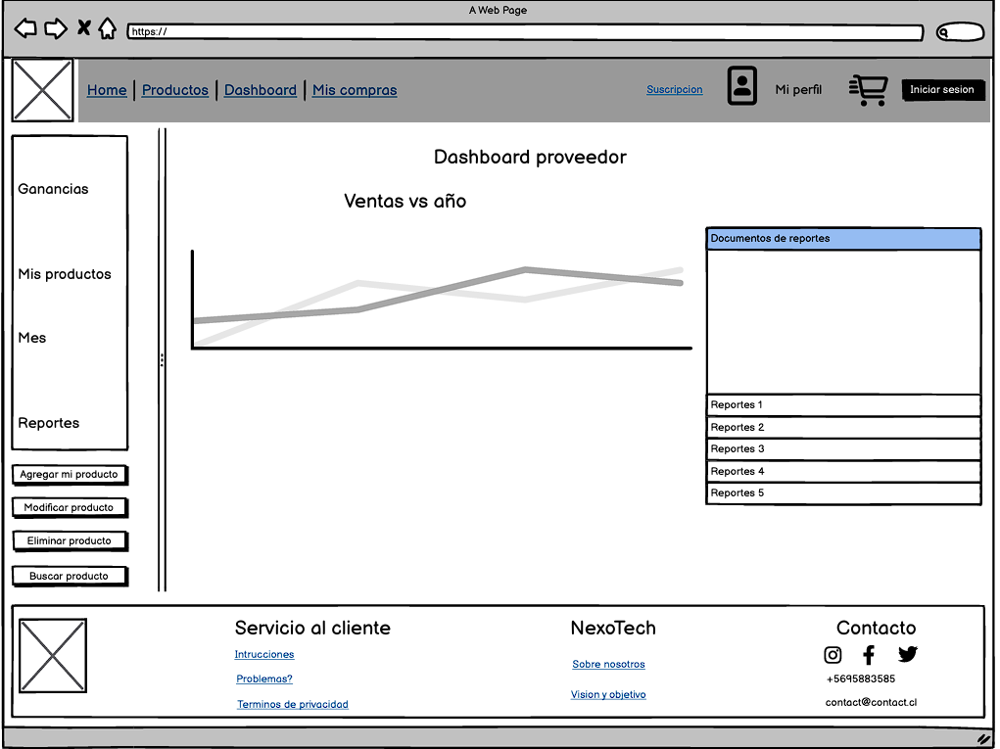 A Web Page
https://
Home | Productos | Dashboard | Mis compras
Suscripcion
Mi perfil
Iniciar sesion
Ganancias
Mis productos
Mes
Reportes
Agregar mi producto
Modificar producto
Eliminar producto
Buscar producto
Dashboard proveedor
Ventas vs año
Documentos de reportes
Reportes 1
Reportes 2
Reportes 3
Reportes 4
Reportes 5
Servicio al cliente
Intrucciones
Problemas?
Terminos de privacidad
NexoTech
Sobre nosotros
Vision y objetivo
Contacto
+5695883585
contact@contact.cl